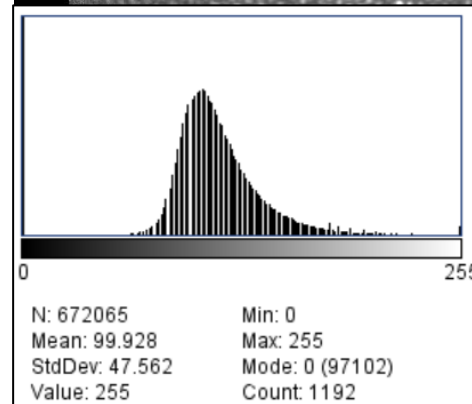 0 255
N: 672065 Min: 0
Mean: 99.928 Max: 255
StdDev: 47.562 Mode: 0 (97102)
Value: 255 Count: 1192